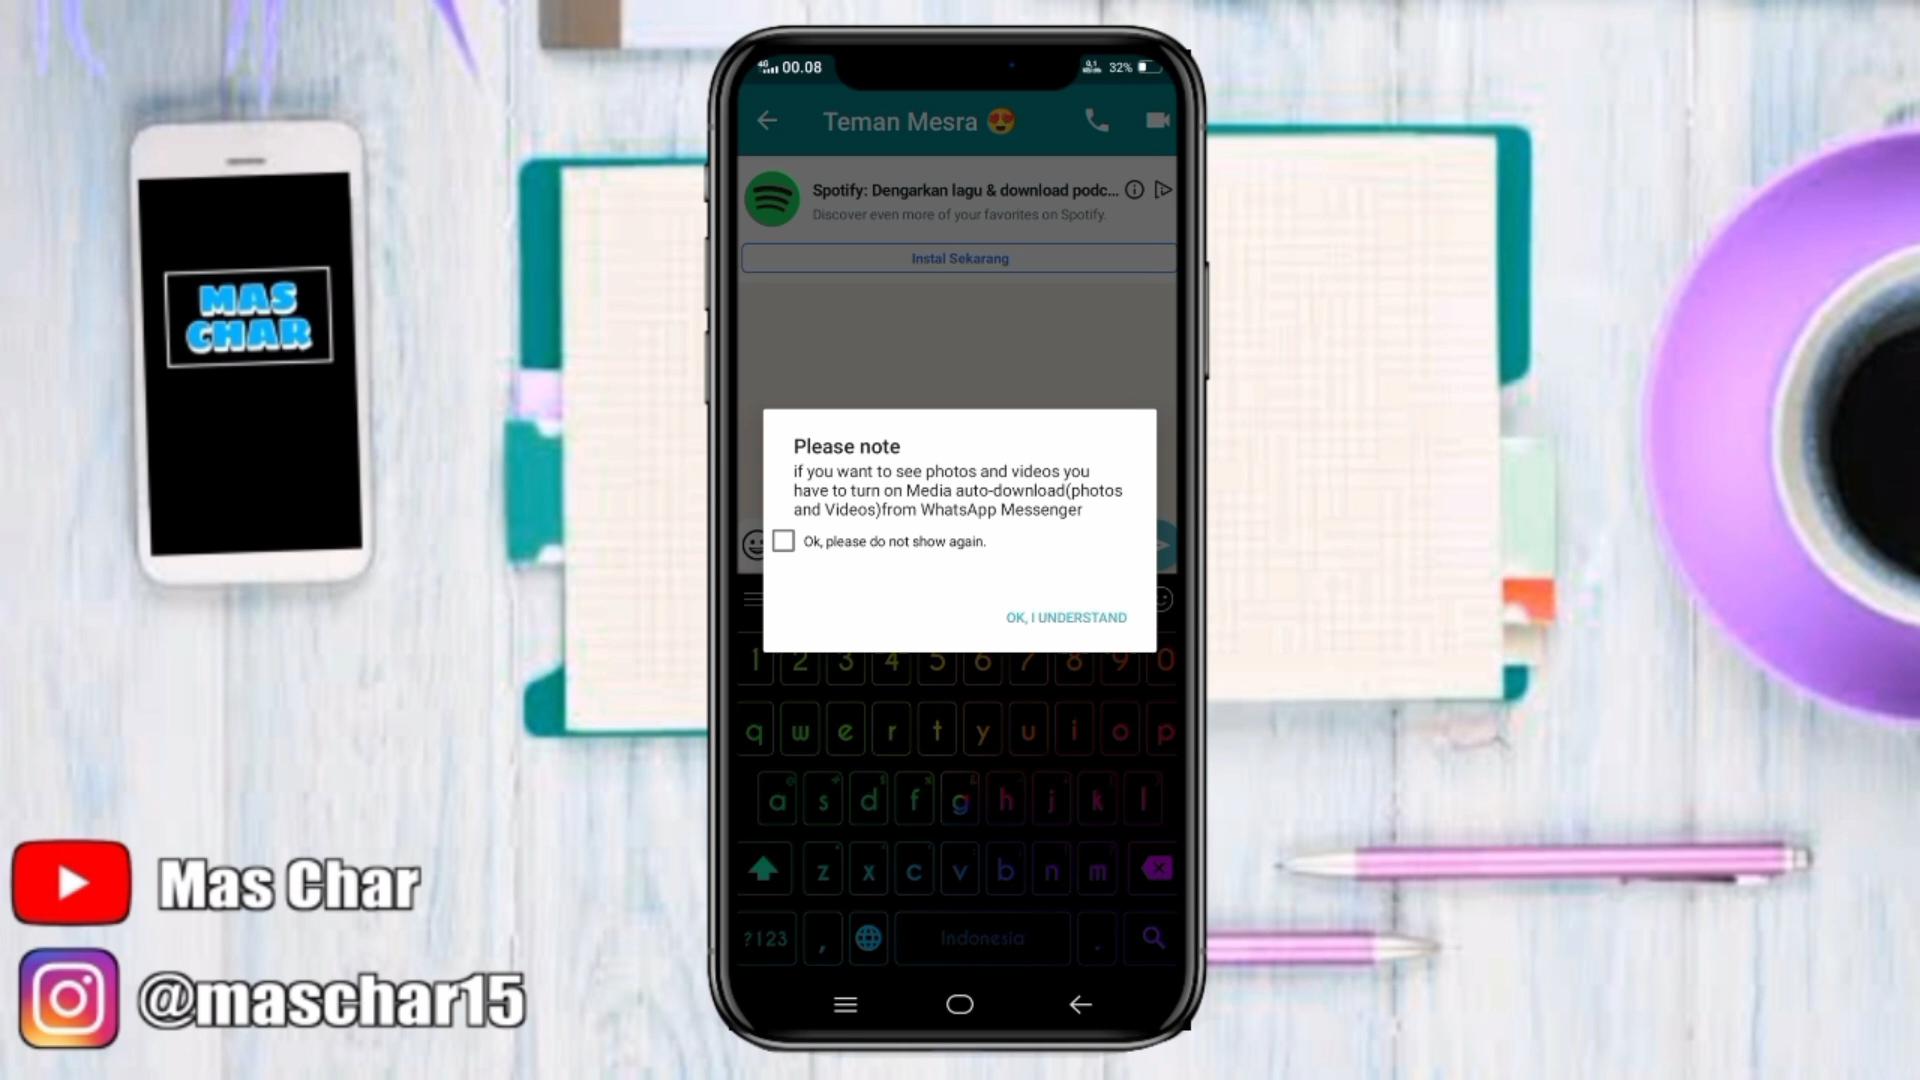 MAS
CHAR
00.08
32%
Teman Mesra 😍
Spotify: Dengarkan lagu & download podc...
Discover even more of your favorites on Spotify.
Instal Sekarang
Please note
if you want to see photos and videos you
have to turn on Media auto-download(photos
and Videos)from WhatsApp Messenger
Ok, please do not show again.
OK, I UNDERSTAND
1 2 3 4 5 6 7 8 9 0
q w e r t y u i o p
a s d f g h j k l
z x c v b n m
?123 , Indonesia .
Mas Char
@maschar15